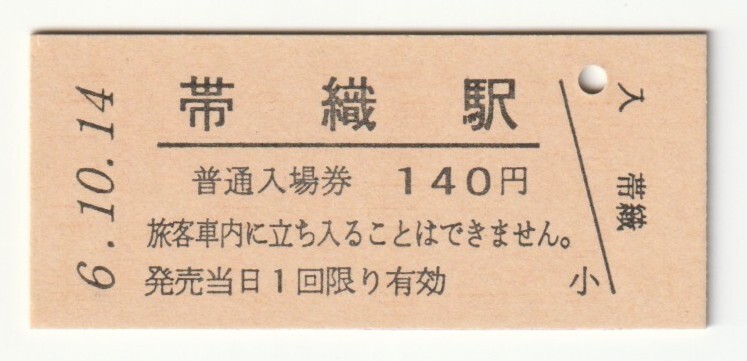 6.10.14
帯織駅
普通入場券 140円
旅客車内に立ち入ることはできません。
発売当日1回限り有効
小
入 帯織